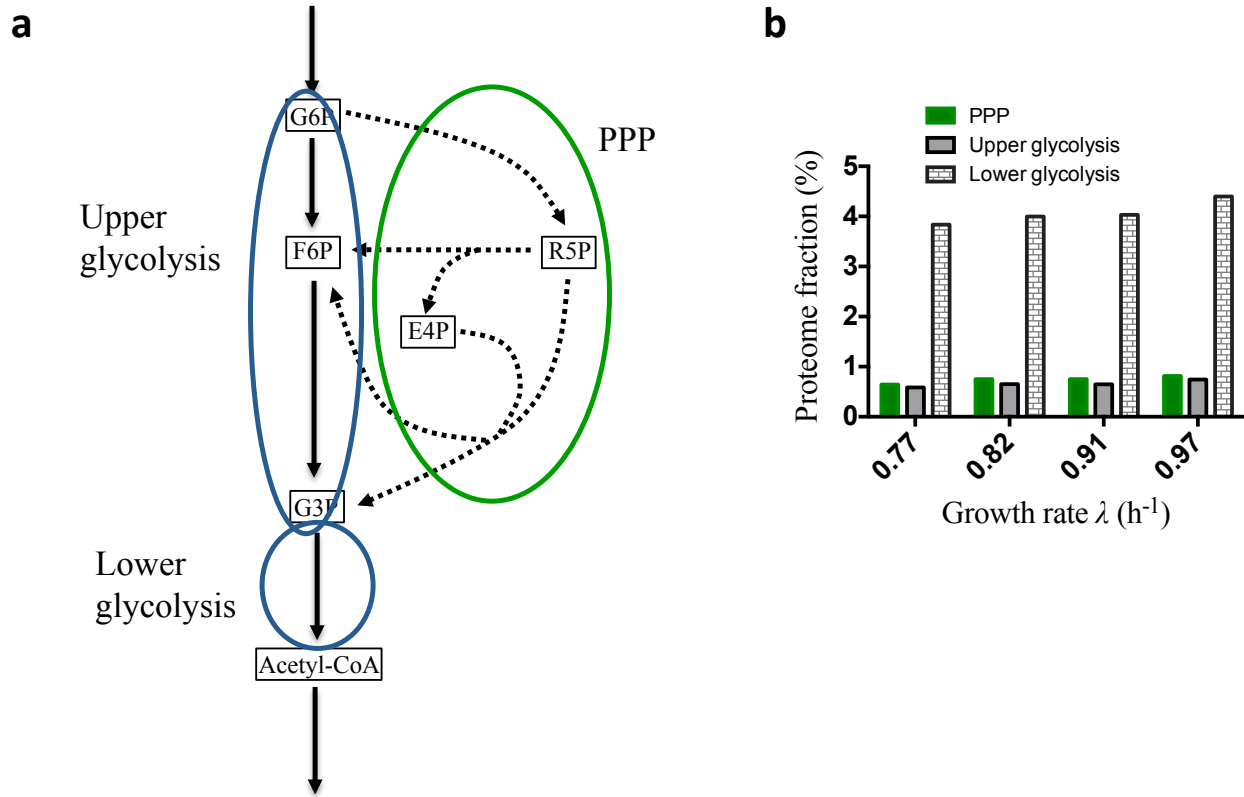 a
G6P
PPP
Upper
glycolysis
F6P
R5P
E4P
G3P
Lower
glycolysis
Acetyl-CoA
b
PPP
Upper glycolysis
Lower glycolysis
Proteome fraction (%)
5
4
3
2
1
0
0.77
0.82
0.91
0.97
Growth rate λ (h-1)